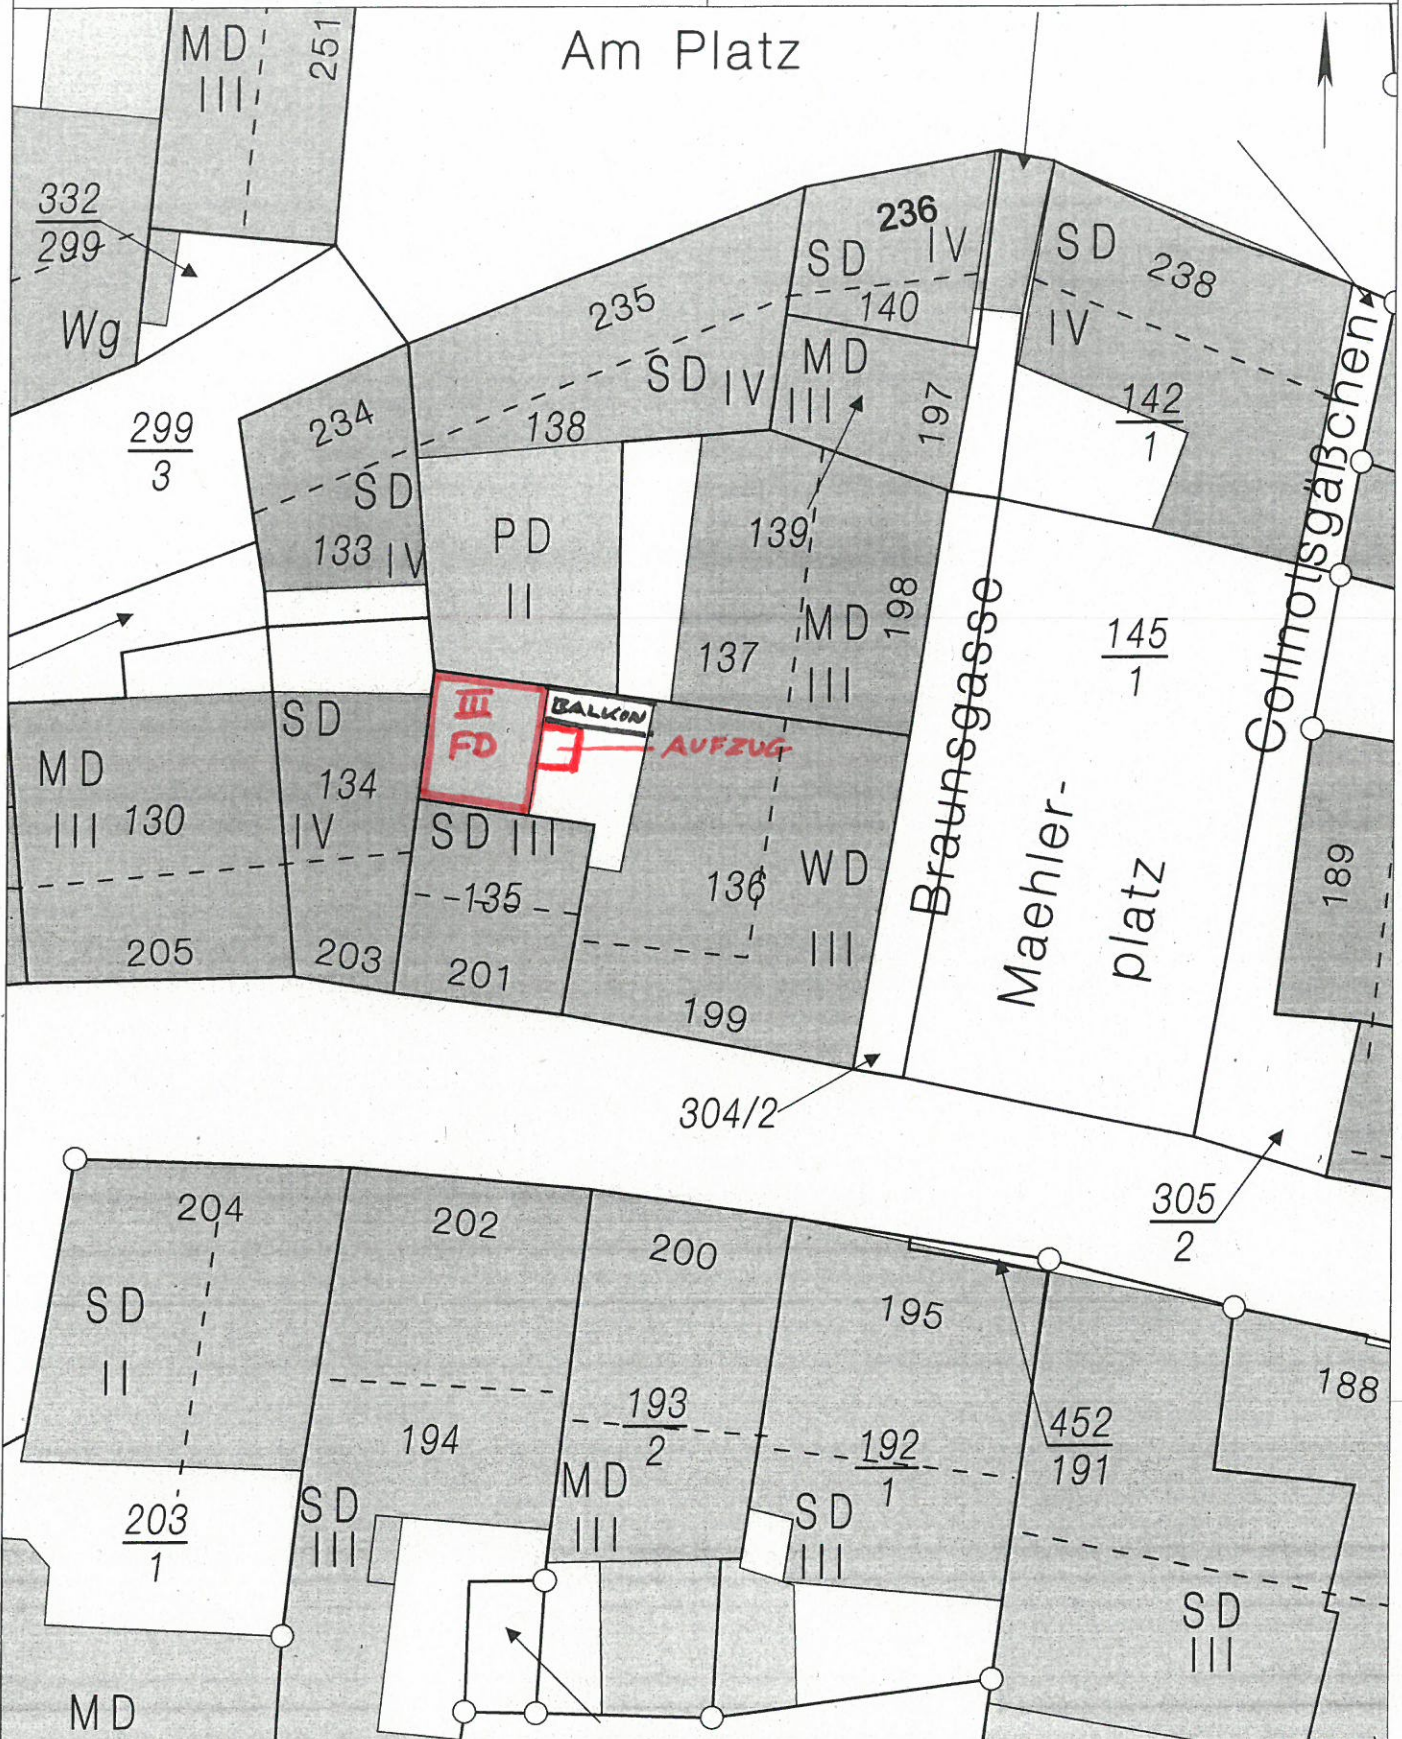 Am Platz
MD
III
251
332
299
Wg
299
3
235
236
SD
IV
140
SD
238
IV
234
SD IV
138
MD
III
197
142
1
Collnotsgäßchen
SD
133 IV
PD
II
139
198
MD
III
137
Braunsgasse
145
1
III
FD
BALKON
AUFZUG
SD
134
IV
MD
III 130
SD III
135
136
WD
III
Maehler-
platz
189
205
203
201
199
304/2
305
2
204
202
200
195
SD
II
188
194
193
2
192
1
452
191
MD
III
SD
III
SD
III
203
1
SD
III
MD